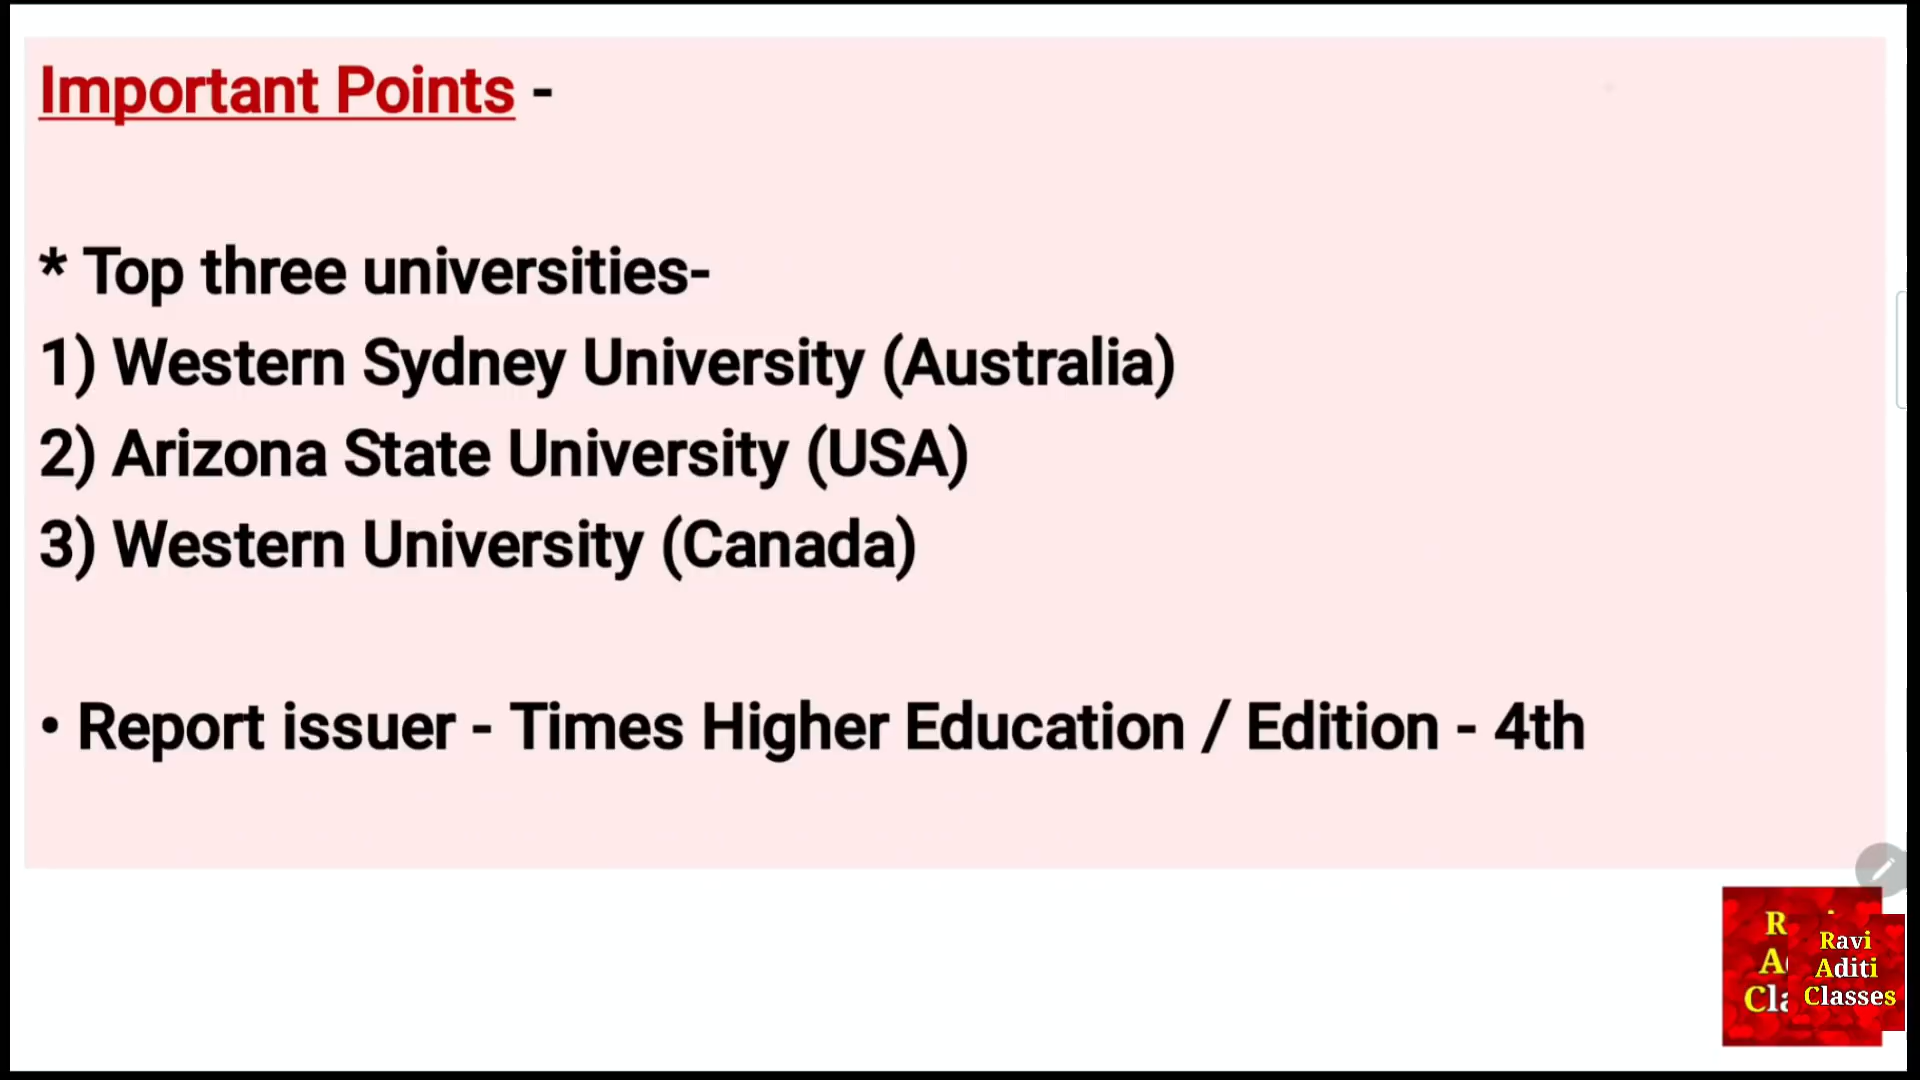 Important Points -
* Top three universities-
1) Western Sydney University (Australia)
2) Arizona State University (USA)
3) Western University (Canada)
• Report issuer - Times Higher Education / Edition - 4th
Ravi
Aditi
Classes